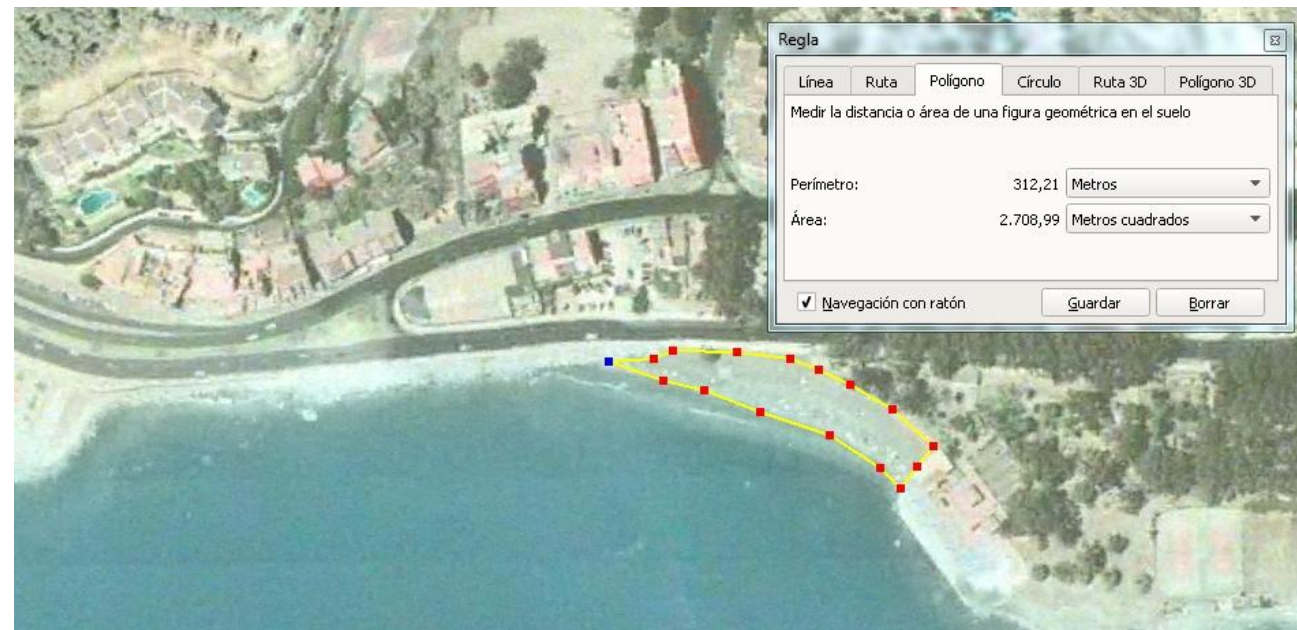 Regla
Línea Ruta Polígono Círculo Ruta 3D Polígono 3D
Medir la distancia o área de una figura geométrica en el suelo
Perímetro: 312,21 Metros
Área: 2.708,99 Metros cuadrados
Navegación con ratón Guardar Borrar